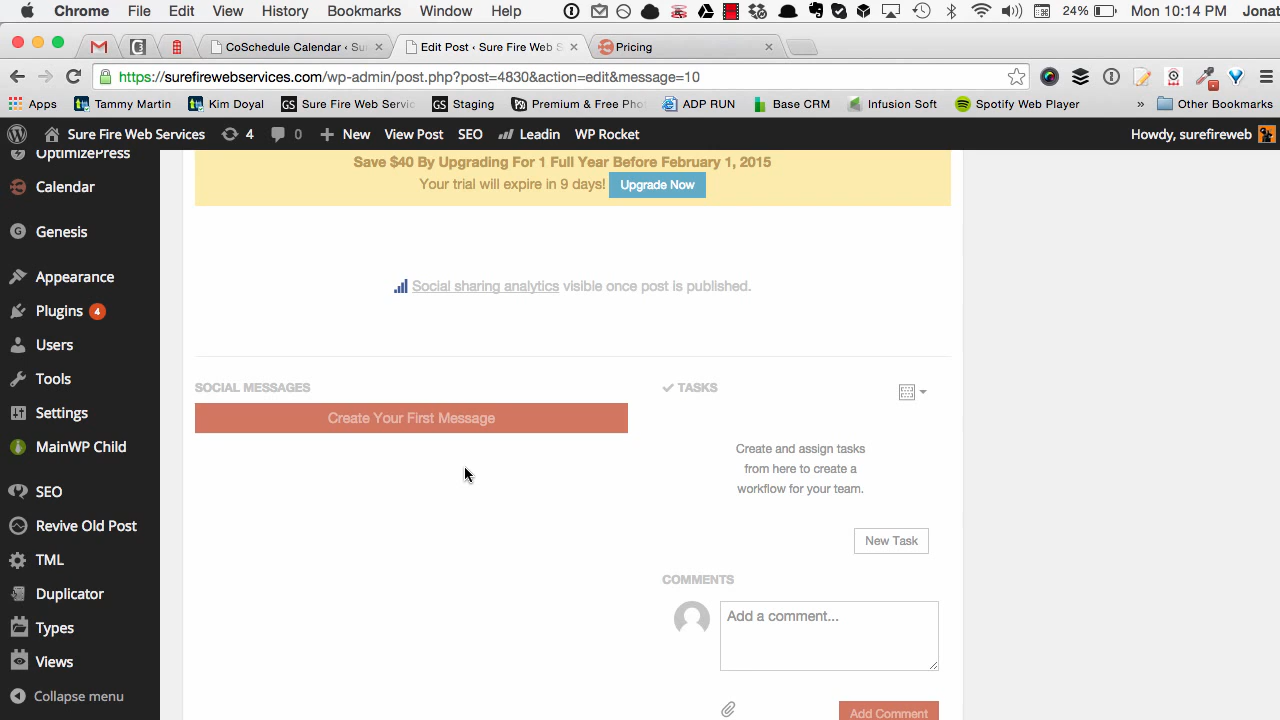 Chrome File Edit View History Bookmarks Window Help 24% Mon 10:14 PM Jonat
CoSchedule Calendar ‹ Su
Edit Post ‹ Sure Fire Web S
Pricing
https://surefirewebservices.com/wp-admin/post.php?post=4830&action=edit&message=10
Apps Tammy Martin Kim Doyal Sure Fire Web Servic Staging Premium & Free Pho ADP RUN Base CRM Infusion Soft Spotify Web Player » Other Bookmarks
Sure Fire Web Services 4 0 New View Post SEO Leadin WP Rocket Howdy, surefireweb
OptimizePress
Calendar
Genesis
Appearance
Plugins 4
Users
Tools
Settings
MainWP Child
SEO
Revive Old Post
TML
Duplicator
Types
Views
Collapse menu
Save $40 By Upgrading For 1 Full Year Before February 1, 2015
Your trial will expire in 9 days! Upgrade Now
Social sharing analytics visible once post is published.
SOCIAL MESSAGES
Create Your First Message
TASKS
Create and assign tasks
from here to create a
workflow for your team.
New Task
COMMENTS
Add a comment...
Add Comment